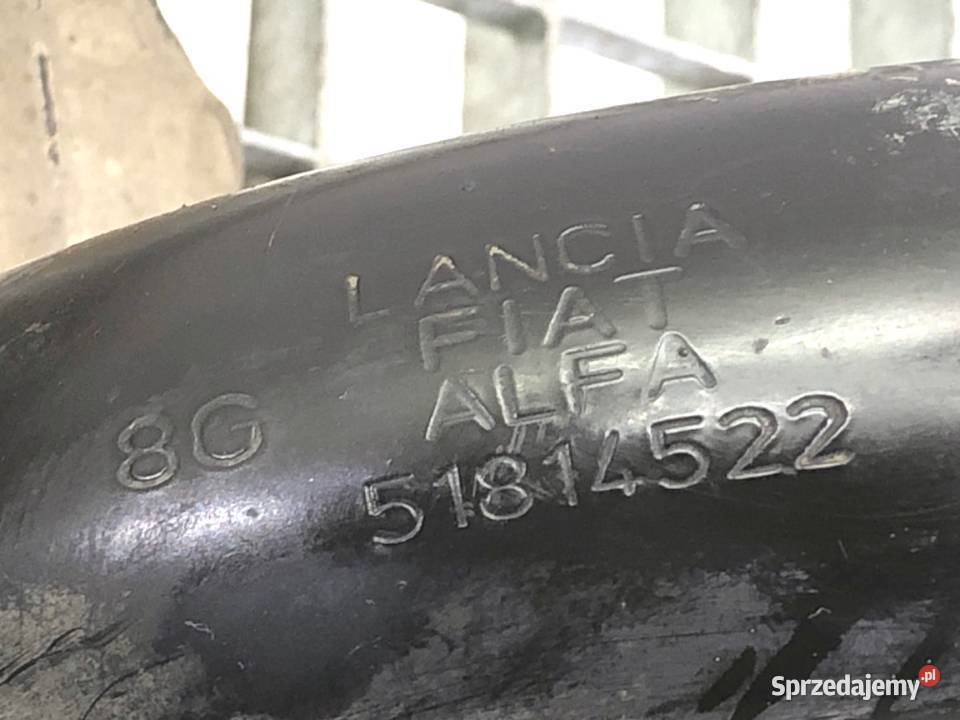 LANCIA
FIAT
ALFA
8G
51814522
Sprzedajemy.pl